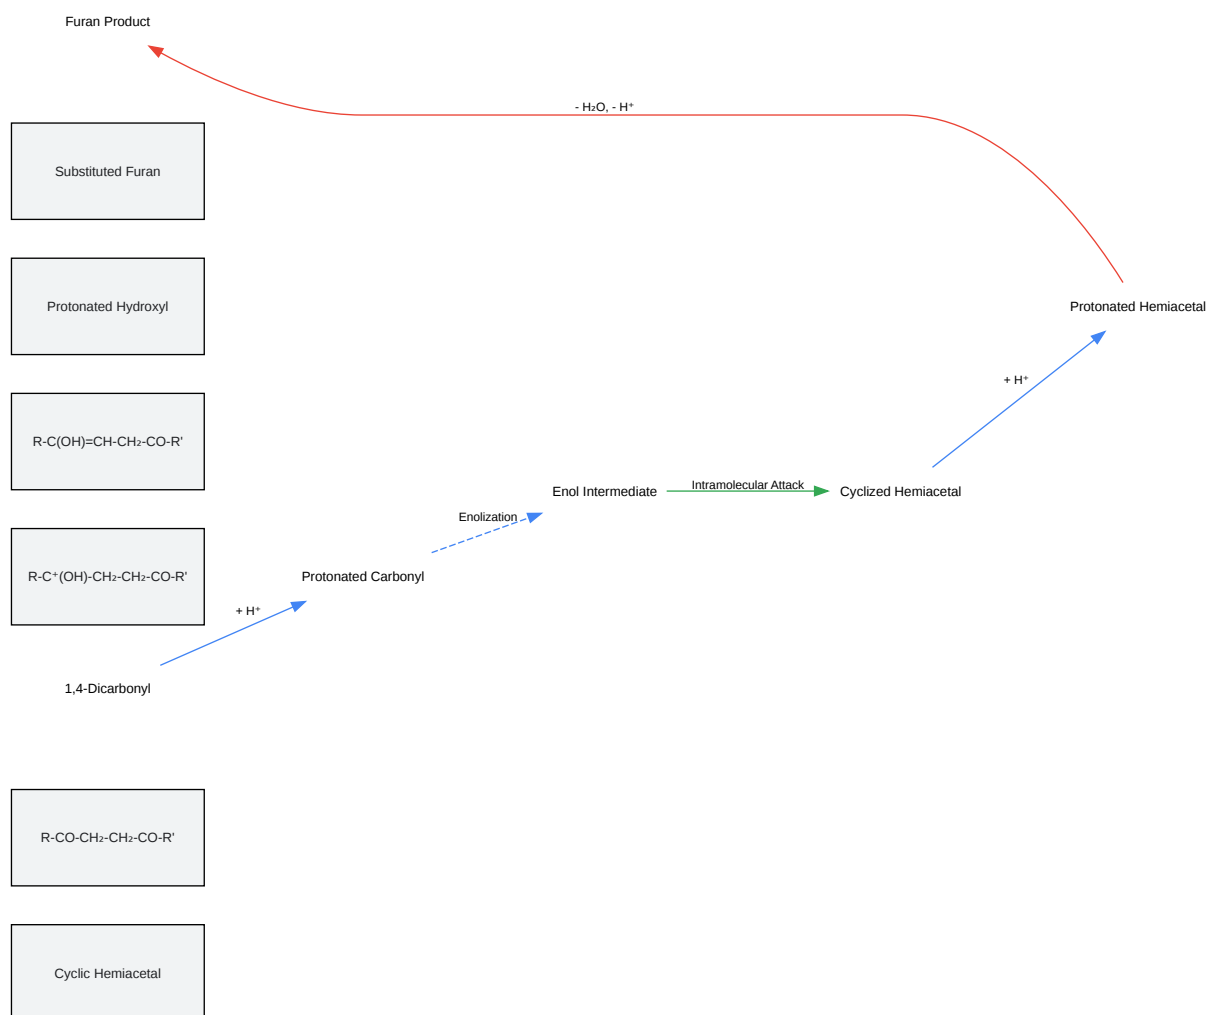 Furan Product
- H₂O, - H⁺
Substituted Furan
Protonated Hydroxyl
Protonated Hemiacetal
+ H⁺
R-C(OH)=CH-CH₂-CO-R'
Enol Intermediate
Intramolecular Attack
Cyclized Hemiacetal
Enolization
R-C⁺(OH)-CH₂-CH₂-CO-R'
Protonated Carbonyl
+ H⁺
1,4-Dicarbonyl
R-CO-CH₂-CH₂-CO-R'
Cyclic Hemiacetal